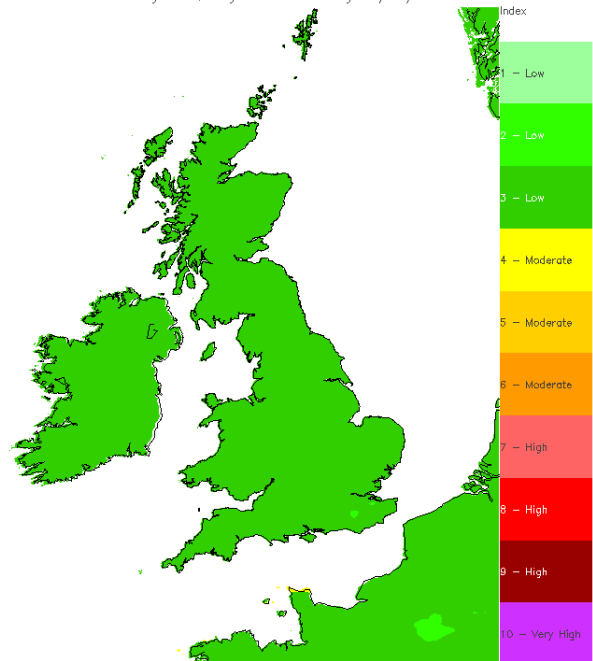 Index
1 - Low
2 - Low
3 - Low
4 - Moderate
5 - Moderate
6 - Moderate
7 - High
8 - High
9 - High
10 - Very High